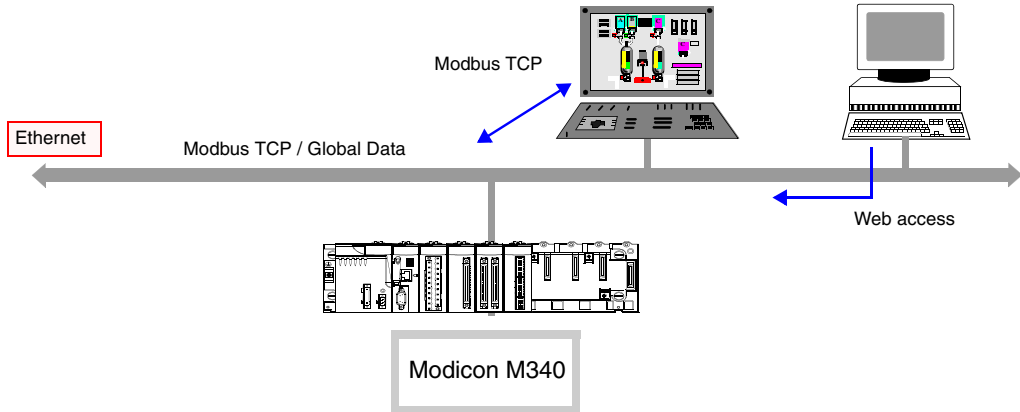 Modbus TCP
Ethernet
Modbus TCP / Global Data
Web access
Modicon M340